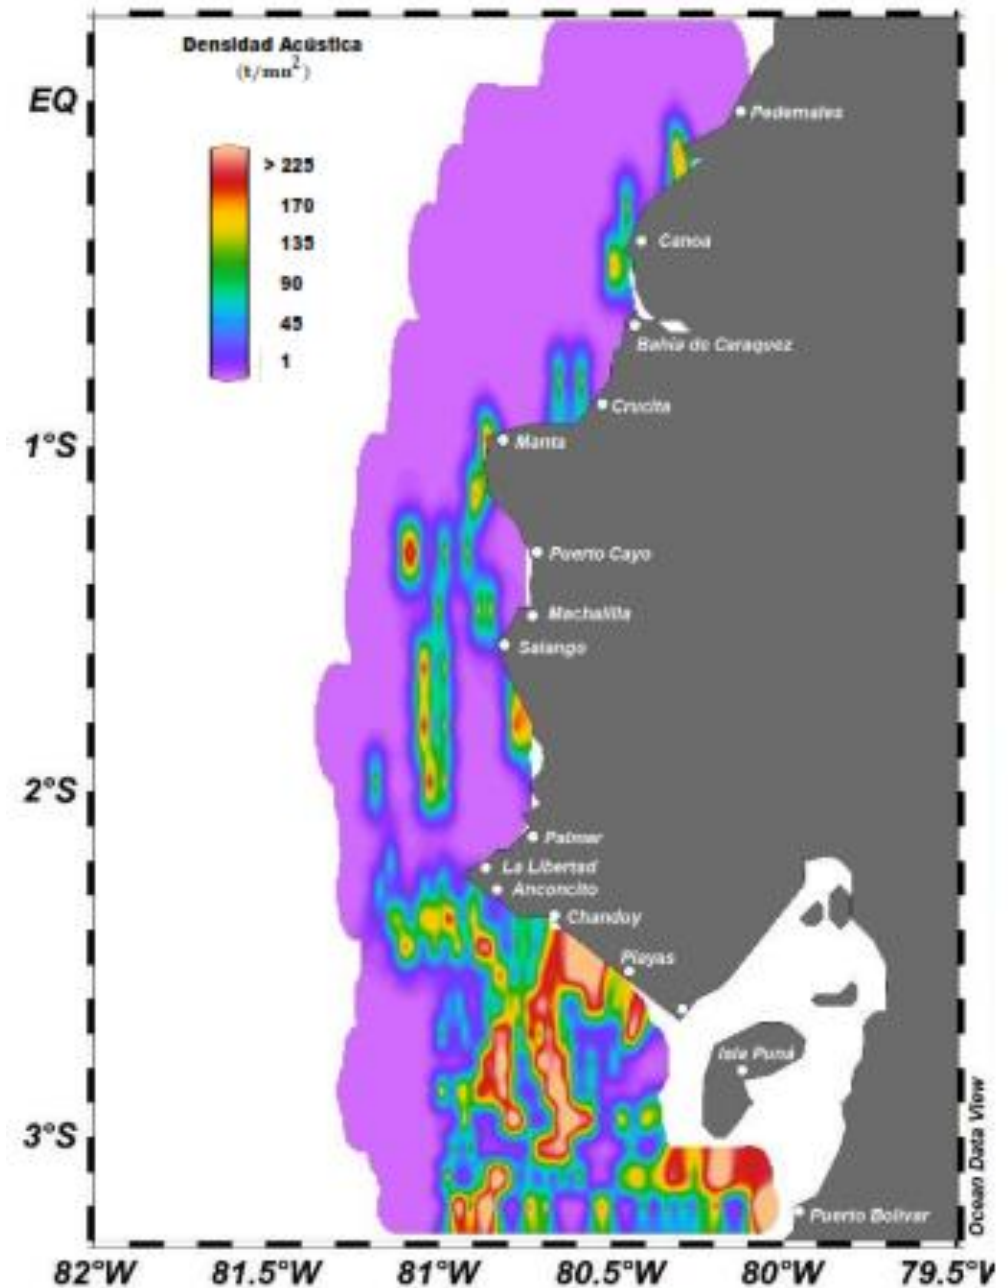 Densidad Acústica
(t/mn²)
> 225
170
135
90
45
1
EQ
1°S
2°S
3°S
Pedernales
Canoa
Bahía de Caraquez
Crucita
Manta
Puerto Cayo
Machalilla
Salango
Palmar
La Libertad
Anconcito
Chanduy
Playas
Isla Puná
Puerto Bolivar
Ocean Data View
82°W
81.5°W
81°W
80.5°W
80°W
79.5°W